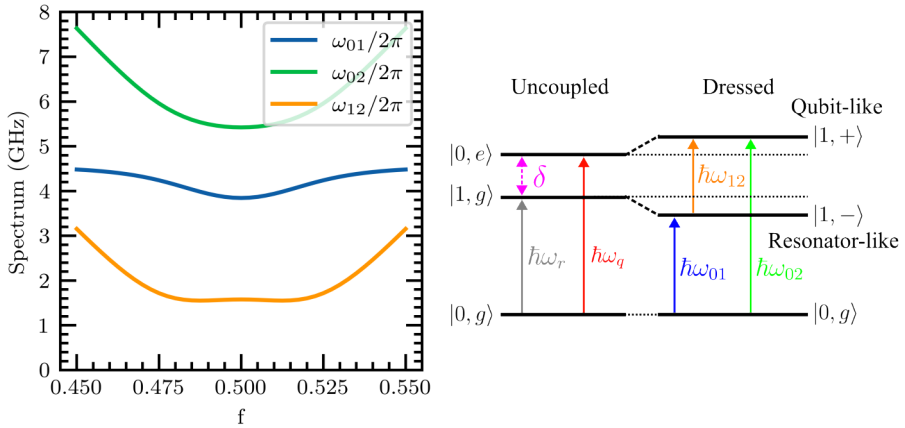 8
7
6
5
4
3
2
1
0
Spectrum (GHz)
0.450 0.475 0.500 0.525 0.550
f
ω₀₁/2π
ω₀₂/2π
ω₁₂/2π
Uncoupled Dressed
Qubit-like
|0, e⟩ |1, +⟩
δ ħω₁₂
|1, g⟩ |1, −⟩
Resonator-like
ħωᵣ ħω_q ħω₀₁ ħω₀₂
|0, g⟩ |0, g⟩